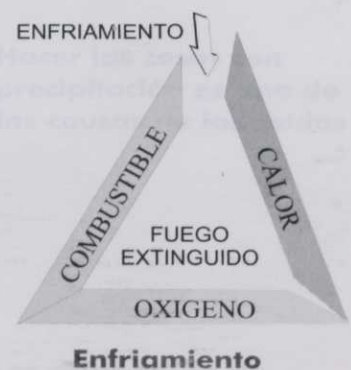 ENFRIAMIENTO
COMBUSTIBLE
CALOR
FUEGO
EXTINGUIDO
OXIGENO
Enfriamiento